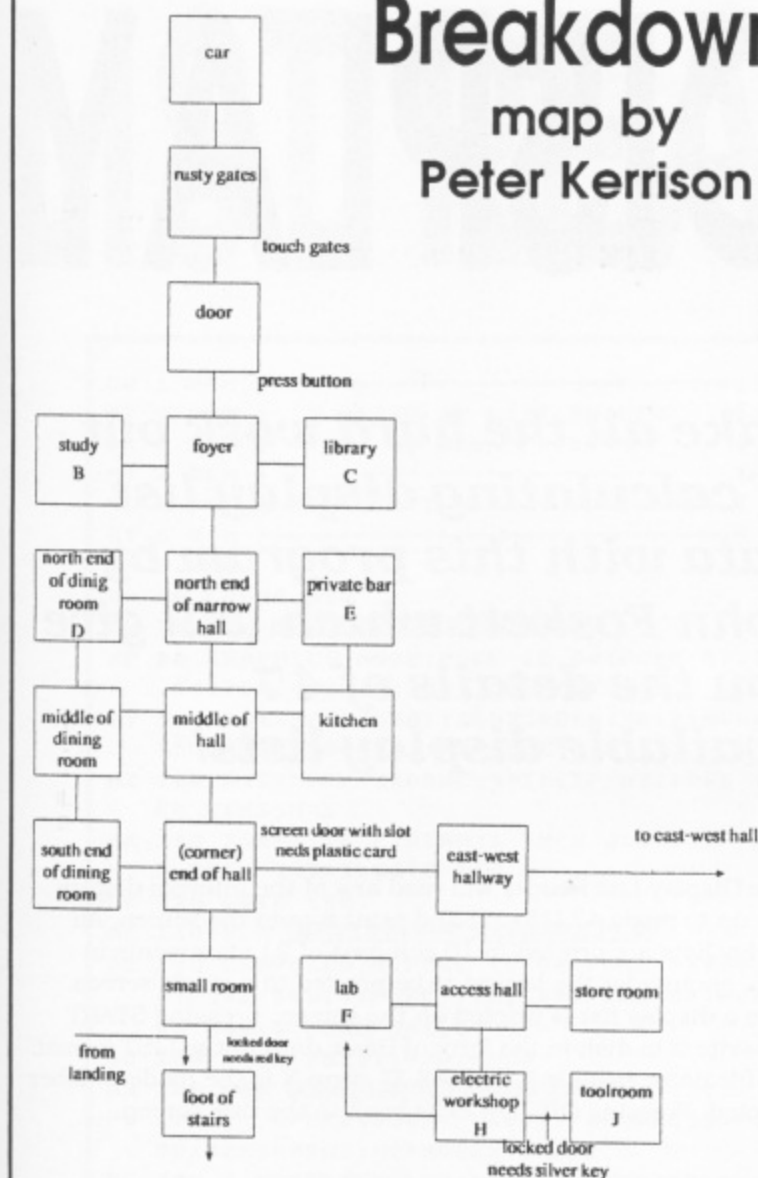 Breakdown
map by
Peter Kerrison
car
rusty gates
touch gates
door
press button
study
B
foyer
library
C
north end
of dinig
room
D
north end
of narrow
hall
private bar
E
middle of
dining
room
middle of
hall
kitchen
south end
of dining
room
(corner)
end of hall
screen door with slot
neds plastic card
east-west
hallway
to east-west hall
small room
lab
F
access hall
store room
from
landing
locked door
needs red key
foot of
stairs
electric
workshop
H
toolroom
J
locked door
needs silver key